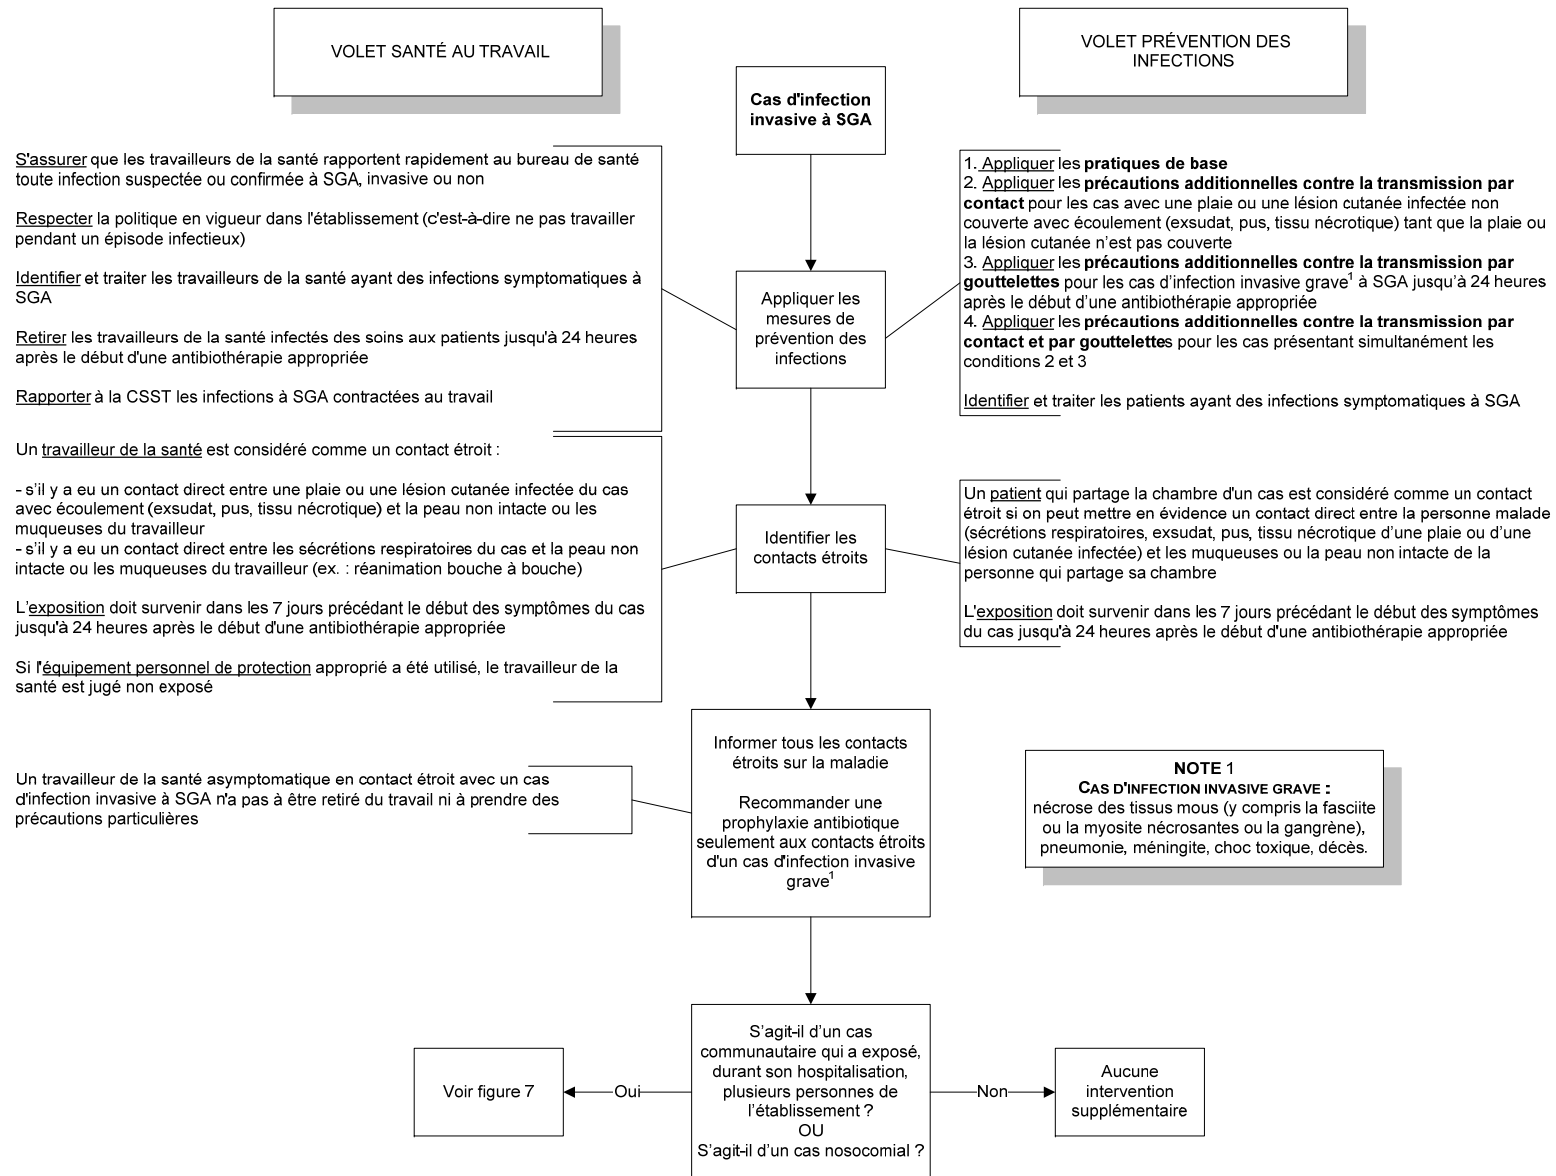 VOLET SANTÉ AU TRAVAIL
VOLET PRÉVENTION DES
INFECTIONS
Cas d'infection
invasive à SGA
S'assurer que les travailleurs de la santé rapportent rapidement au bureau de santé
toute infection suspectée ou confirmée à SGA, invasive ou non
Respecter la politique en vigueur dans l'établissement (c'est-à-dire ne pas travailler
pendant un épisode infectieux)
Identifier et traiter les travailleurs de la santé ayant des infections symptomatiques à
SGA
Retirer les travailleurs de la santé infectés des soins aux patients jusqu'à 24 heures
après le début d'une antibiothérapie appropriée
Rapporter à la CSST les infections à SGA contractées au travail
Appliquer les
mesures de
prévention des
infections
1. Appliquer les pratiques de base
2. Appliquer les précautions additionnelles contre la transmission par
contact pour les cas avec une plaie ou une lésion cutanée infectée non
couverte avec écoulement (exsudat, pus, tissu nécrotique) tant que la plaie ou
la lésion cutanée n'est pas couverte
3. Appliquer les précautions additionnelles contre la transmission par
gouttelettes pour les cas d'infection invasive grave¹ à SGA jusqu'à 24 heures
après le début d'une antibiothérapie appropriée
4. Appliquer les précautions additionnelles contre la transmission par
contact et par gouttelettes pour les cas présentant simultanément les
conditions 2 et 3
Identifier et traiter les patients ayant des infections symptomatiques à SGA
Un travailleur de la santé est considéré comme un contact étroit :
- s'il y a eu un contact direct entre une plaie ou une lésion cutanée infectée du cas
avec écoulement (exsudat, pus, tissu nécrotique) et la peau non intacte ou les
muqueuses du travailleur
- s'il y a eu un contact direct entre les sécrétions respiratoires du cas et la peau non
intacte ou les muqueuses du travailleur (ex. : réanimation bouche à bouche)
L'exposition doit survenir dans les 7 jours précédant le début des symptômes du cas
jusqu'à 24 heures après le début d'une antibiothérapie appropriée
Si l'équipement personnel de protection approprié a été utilisé, le travailleur de la
santé est jugé non exposé
Identifier les
contacts étroits
Un patient qui partage la chambre d'un cas est considéré comme un contact
étroit si on peut mettre en évidence un contact direct entre la personne malade
(sécrétions respiratoires, exsudat, pus, tissu nécrotique d'une plaie ou d'une
lésion cutanée infectée) et les muqueuses ou la peau non intacte de la
personne qui partage sa chambre
L'exposition doit survenir dans les 7 jours précédant le début des symptômes
du cas jusqu'à 24 heures après le début d'une antibiothérapie appropriée
Un travailleur de la santé asymptomatique en contact étroit avec un cas
d'infection invasive à SGA n'a pas à être retiré du travail ni à prendre des
précautions particulières
Informer tous les contacts
étroits sur la maladie
Recommander une
prophylaxie antibiotique
seulement aux contacts étroits
d'un cas d'infection invasive
grave¹
NOTE 1
CAS D'INFECTION INVASIVE GRAVE :
nécrose des tissus mous (y compris la fasciite
ou la myosite nécrosantes ou la gangrène),
pneumonie, méningite, choc toxique, décès.
S'agit-il d'un cas
communautaire qui a exposé,
durant son hospitalisation,
plusieurs personnes de
l'établissement ?
OU
S'agit-il d'un cas nosocomial ?
Oui
Voir figure 7
Non
Aucune
intervention
supplémentaire